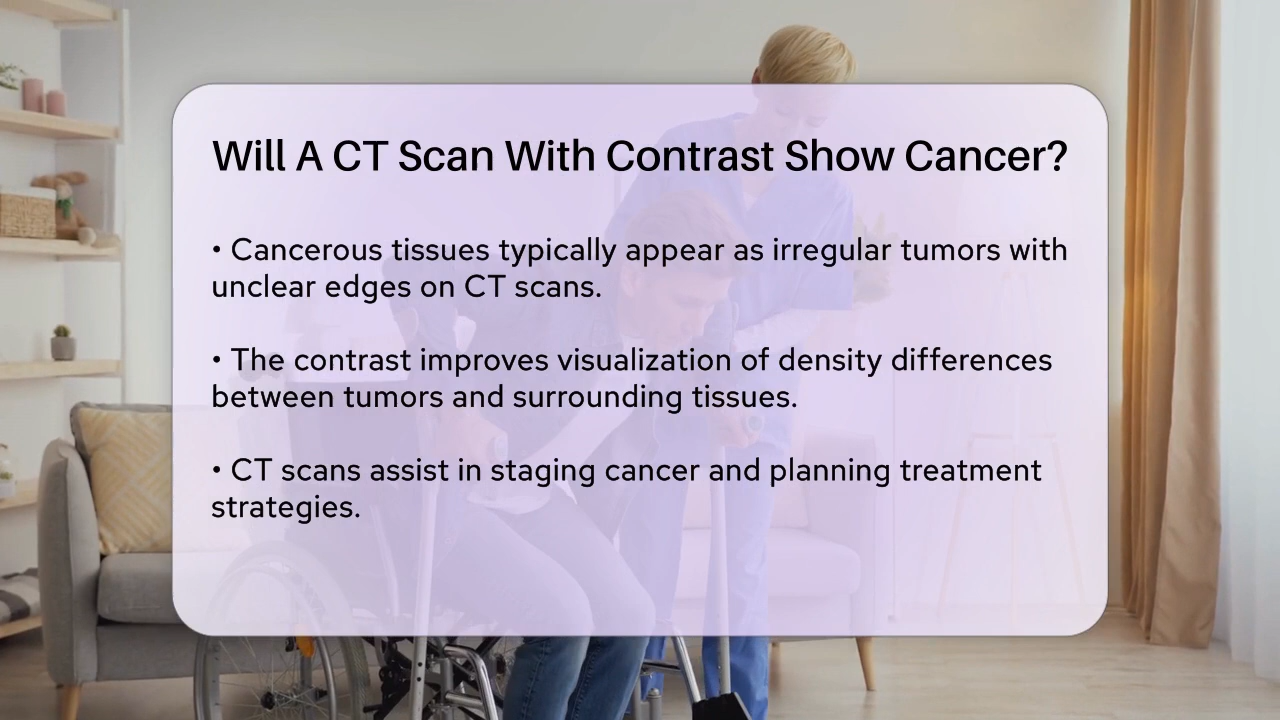 Will A CT Scan With Contrast Show Cancer?
• Cancerous tissues typically appear as irregular tumors with
unclear edges on CT scans.
• The contrast improves visualization of density differences
between tumors and surrounding tissues.
• CT scans assist in staging cancer and planning treatment
strategies.